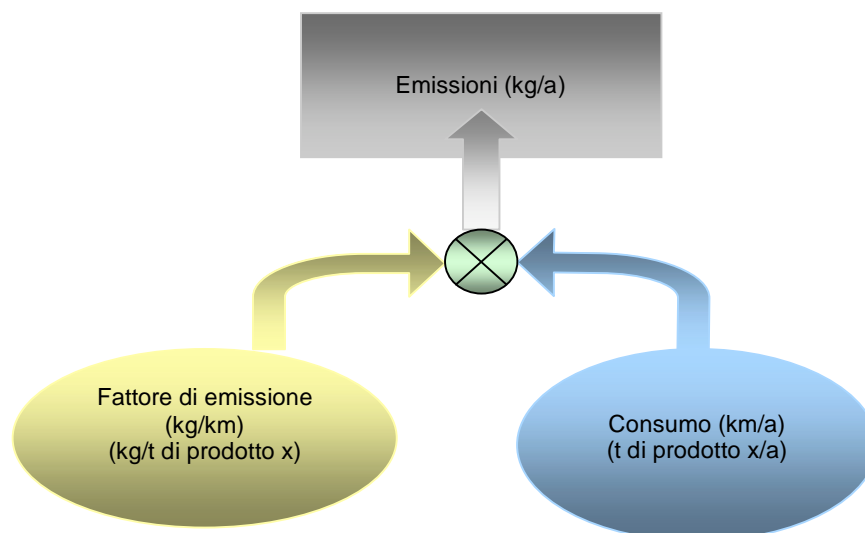 Emissioni (kg/a)
Fattore di emissione
(kg/km)
(kg/t di prodotto x)
Consumo (km/a)
(t di prodotto x/a)